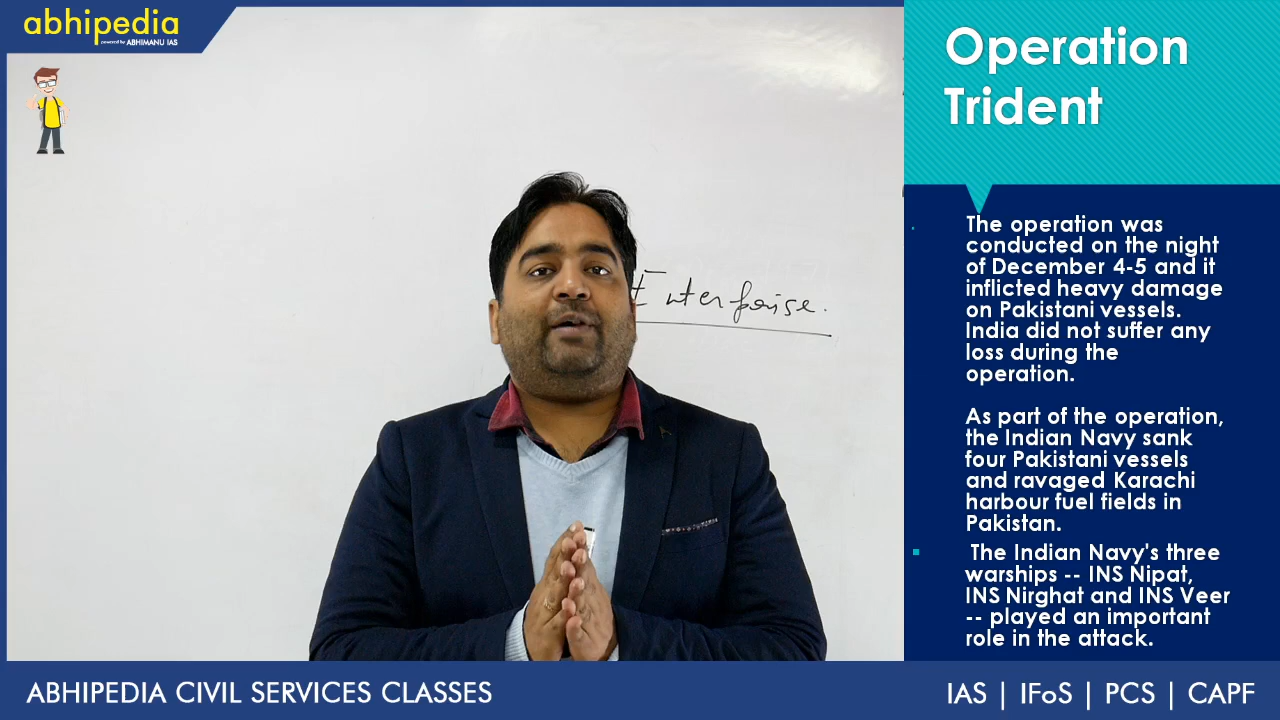 abhipedia
powered by ABHIMANU IAS
Enterprise.
Operation
Trident
The operation was
conducted on the night
of December 4-5 and it
inflicted heavy damage
on Pakistani vessels.
India did not suffer any
loss during the
operation.
As part of the operation,
the Indian Navy sank
four Pakistani vessels
and ravaged Karachi
harbour fuel fields in
Pakistan.
The Indian Navy's three
warships -- INS Nipat,
INS Nirghat and INS Veer
-- played an important
role in the attack.
ABHIPEDIA CIVIL SERVICES CLASSES
IAS | IFoS | PCS | CAPF